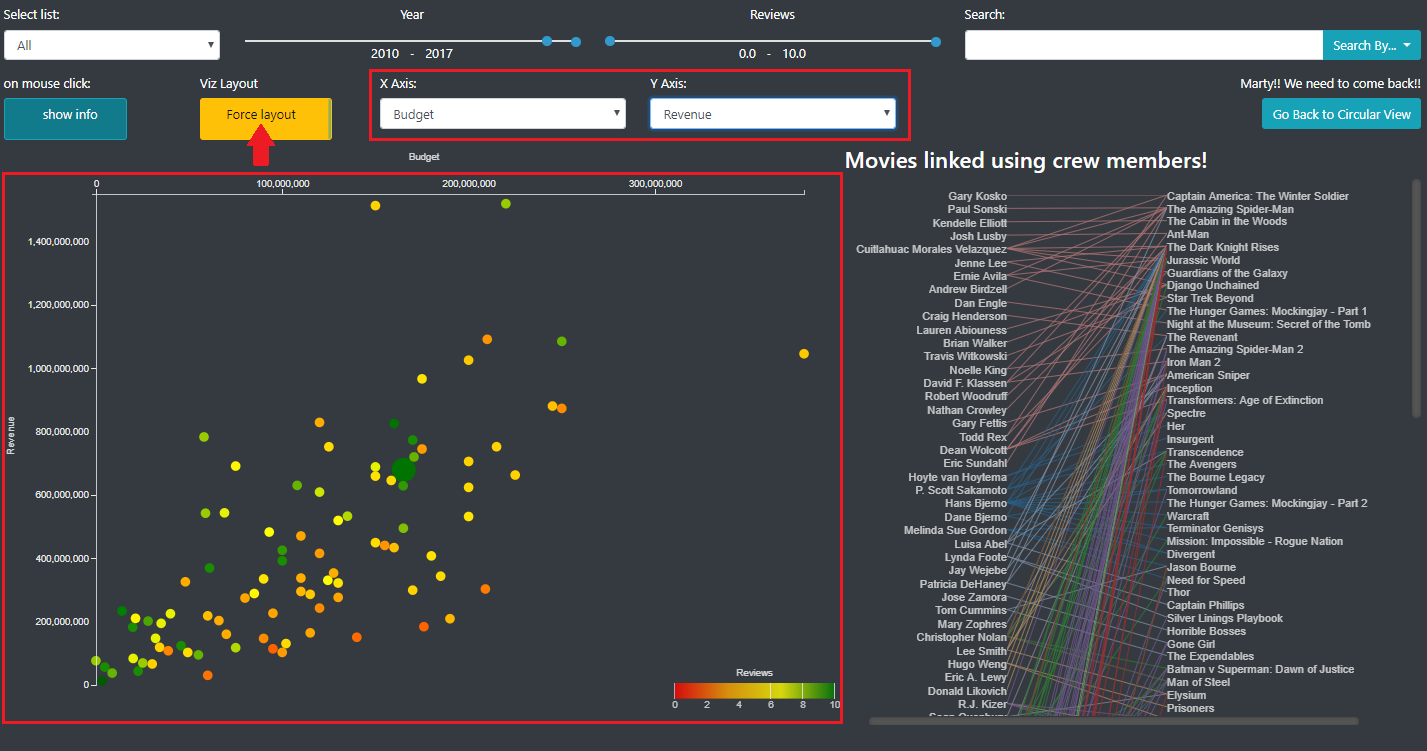 Select list:
Year
Reviews
Search:
All
2010 - 2017
0.0 - 10.0
Search By...
on mouse click:
Viz Layout
X Axis:
Y Axis:
Marty!! We need to come back!!
show info
Force layout
Budget
Revenue
Go Back to Circular View
Budget
0
100,000,000
200,000,000
300,000,000
1,400,000,000
1,200,000,000
1,000,000,000
800,000,000
600,000,000
400,000,000
200,000,000
0
Revenue
Reviews
0 2 4 6 8 10
Movies linked using crew members!
Gary Kosko
Paul Sonski
Kendelle Elliott
Josh Lusby
Cuitlahuac Morales Velazquez
Jenne Lee
Ernie Avila
Andrew Birdzell
Dan Engle
Craig Henderson
Lauren Abiouness
Brian Walker
Travis Witkowski
Noelle King
David F. Klassen
Robert Woodruff
Nathan Crowley
Gary Fettis
Todd Rex
Dean Wolcott
Eric Sundahl
Hoyte van Hoytema
P. Scott Sakamoto
Hans Bjerno
Dane Bjerno
Melinda Sue Gordon
Luisa Abel
Lynda Foote
Jay Wejebe
Patricia DeHaney
Jose Zamora
Tom Cummins
Mary Zophres
Christopher Nolan
Lee Smith
Hugo Weng
Eric A. Lewy
Donald Likovich
R.J. Kizer
Captain America: The Winter Soldier
The Amazing Spider-Man
The Cabin in the Woods
Ant-Man
The Dark Knight Rises
Jurassic World
Guardians of the Galaxy
Django Unchained
Star Trek Beyond
The Hunger Games: Mockingjay - Part 1
Night at the Museum: Secret of the Tomb
The Revenant
The Amazing Spider-Man 2
Iron Man 2
American Sniper
Inception
Transformers: Age of Extinction
Spectre
Her
Insurgent
Transcendence
The Avengers
The Bourne Legacy
Tomorrowland
The Hunger Games: Mockingjay - Part 2
Warcraft
Terminator Genisys
Mission: Impossible - Rogue Nation
Divergent
Jason Bourne
Need for Speed
Thor
Captain Phillips
Silver Linings Playbook
Horrible Bosses
Gone Girl
The Expendables
Batman v Superman: Dawn of Justice
Man of Steel
Elysium
Prisoners